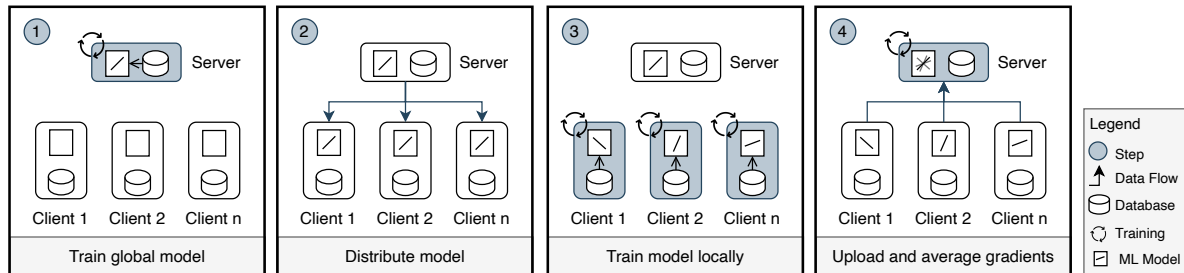 1
Server
Client 1 Client 2 Client n
Train global model
2
Server
Client 1 Client 2 Client n
Distribute model
3
Server
Client 1 Client 2 Client n
Train model locally
4
Server
Client 1 Client 2 Client n
Upload and average gradients
Legend
Step
Data Flow
Database
Training
ML Model